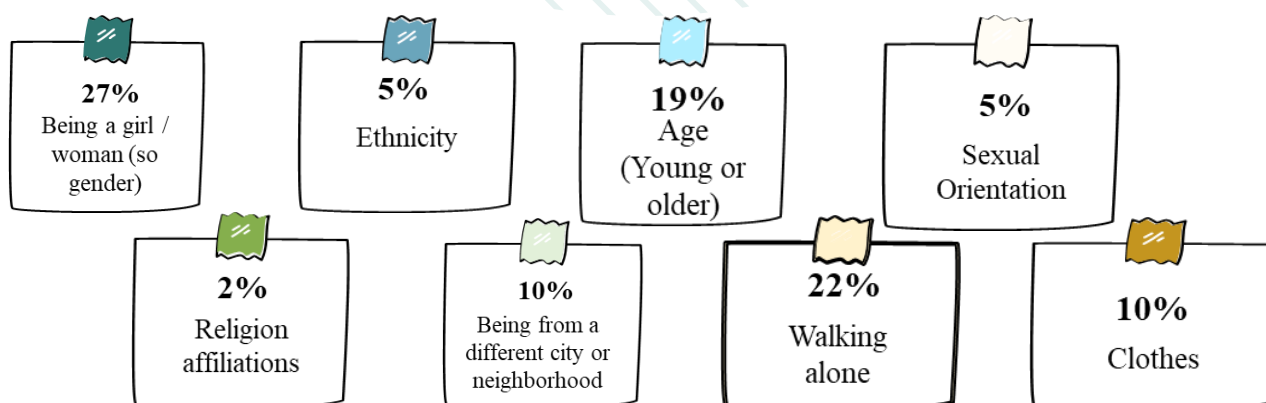 27%
Being a girl /
woman (so
gender)
5%
Ethnicity
19%
Age
(Young or
older)
5%
Sexual
Orientation
2%
Religion
affiliations
10%
Being from a
different city or
neighborhood
22%
Walking
alone
10%
Clothes